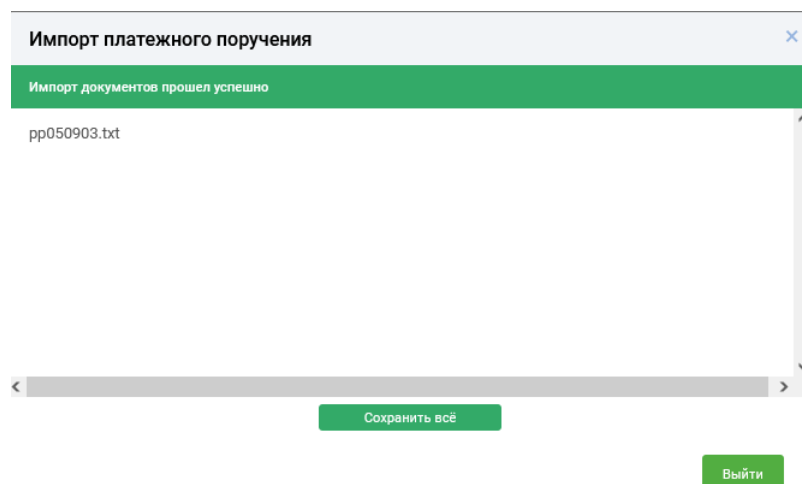 Импорт платежного поручения
Импорт документов прошел успешно
pp050903.txt
Сохранить всё
Выйти